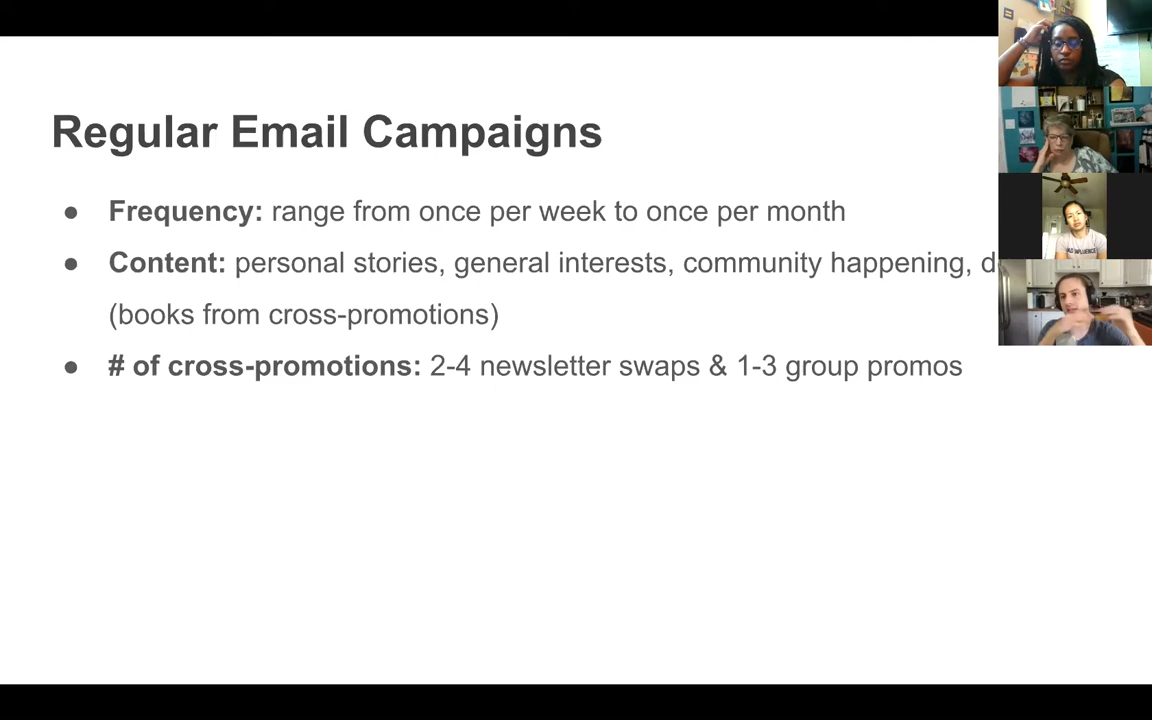 Regular Email Campaigns
● Frequency: range from once per week to once per month
● Content: personal stories, general interests, community happening,
(books from cross-promotions)
● # of cross-promotions: 2-4 newsletter swaps & 1-3 group promos